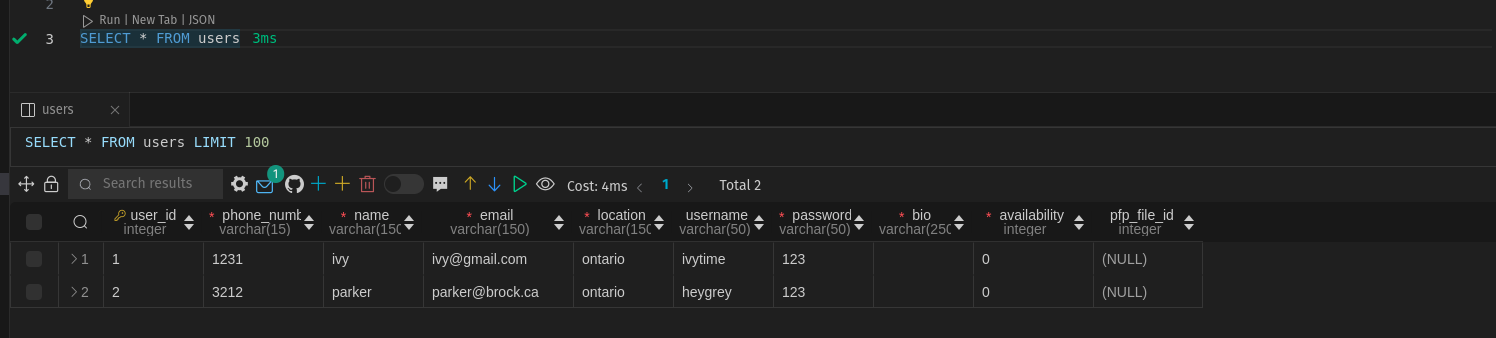 2
Run | New Tab | JSON
3 SELECT * FROM users 3ms
users
SELECT * FROM users LIMIT 100
Search results 1 Cost: 4ms 1 Total 2
user_id * phone_numb * name * email * location username * password * bio * availability pfp_file_id
integer varchar(15) varchar(150 varchar(150) varchar(150 varchar(50) varchar(50) varchar(250 integer integer
1 1 1231 ivy ivy@gmail.com ontario ivytime 123 0 (NULL)
2 2 3212 parker parker@brock.ca ontario heygrey 123 0 (NULL)